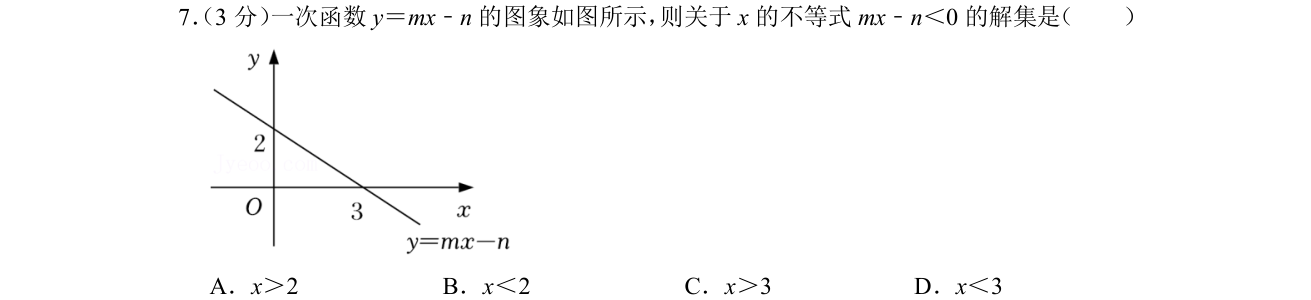 7.(3 分)一次函数 y=mx﹣n 的图象如图所示,则关于 x 的不等式 mx﹣n<0 的解集是(  )
y
2
O
3
x
y=mx-n
A. x>2 B. x<2 C. x>3 D. x<3